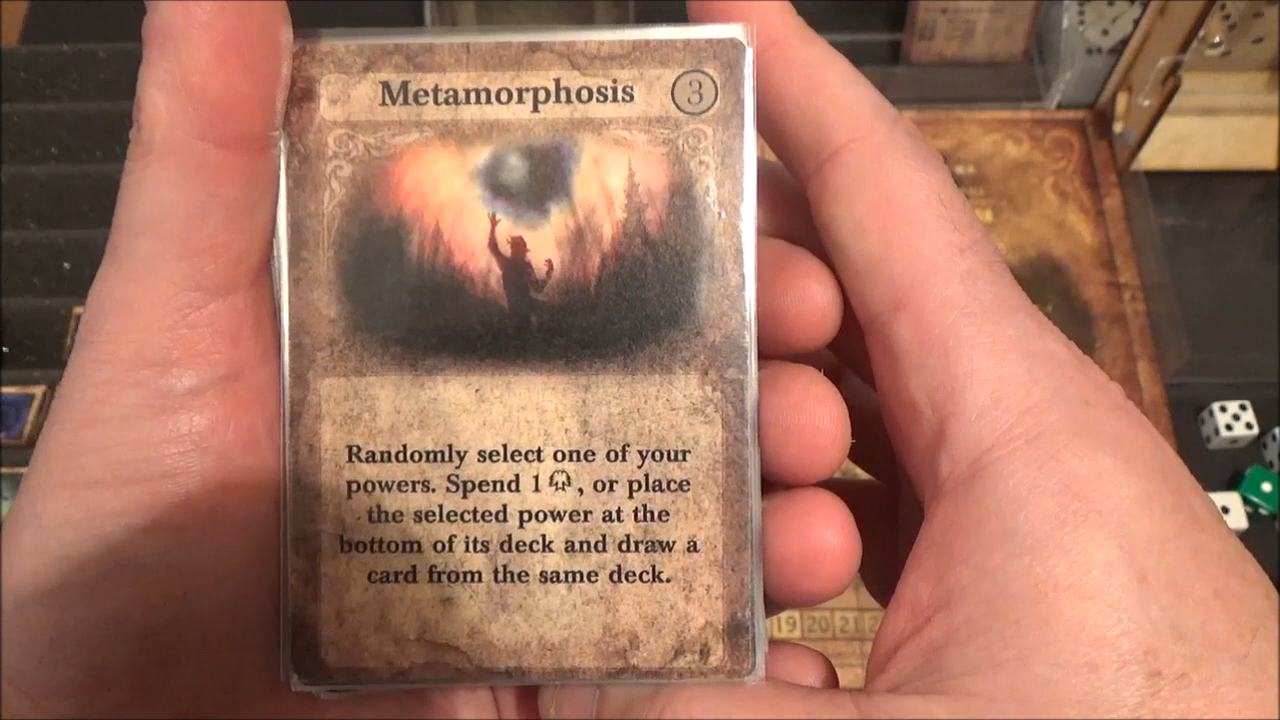 Metamorphosis 3
Randomly select one of your
powers. Spend 1 , or place
the selected power at the
bottom of its deck and draw a
card from the same deck.
19 20 21